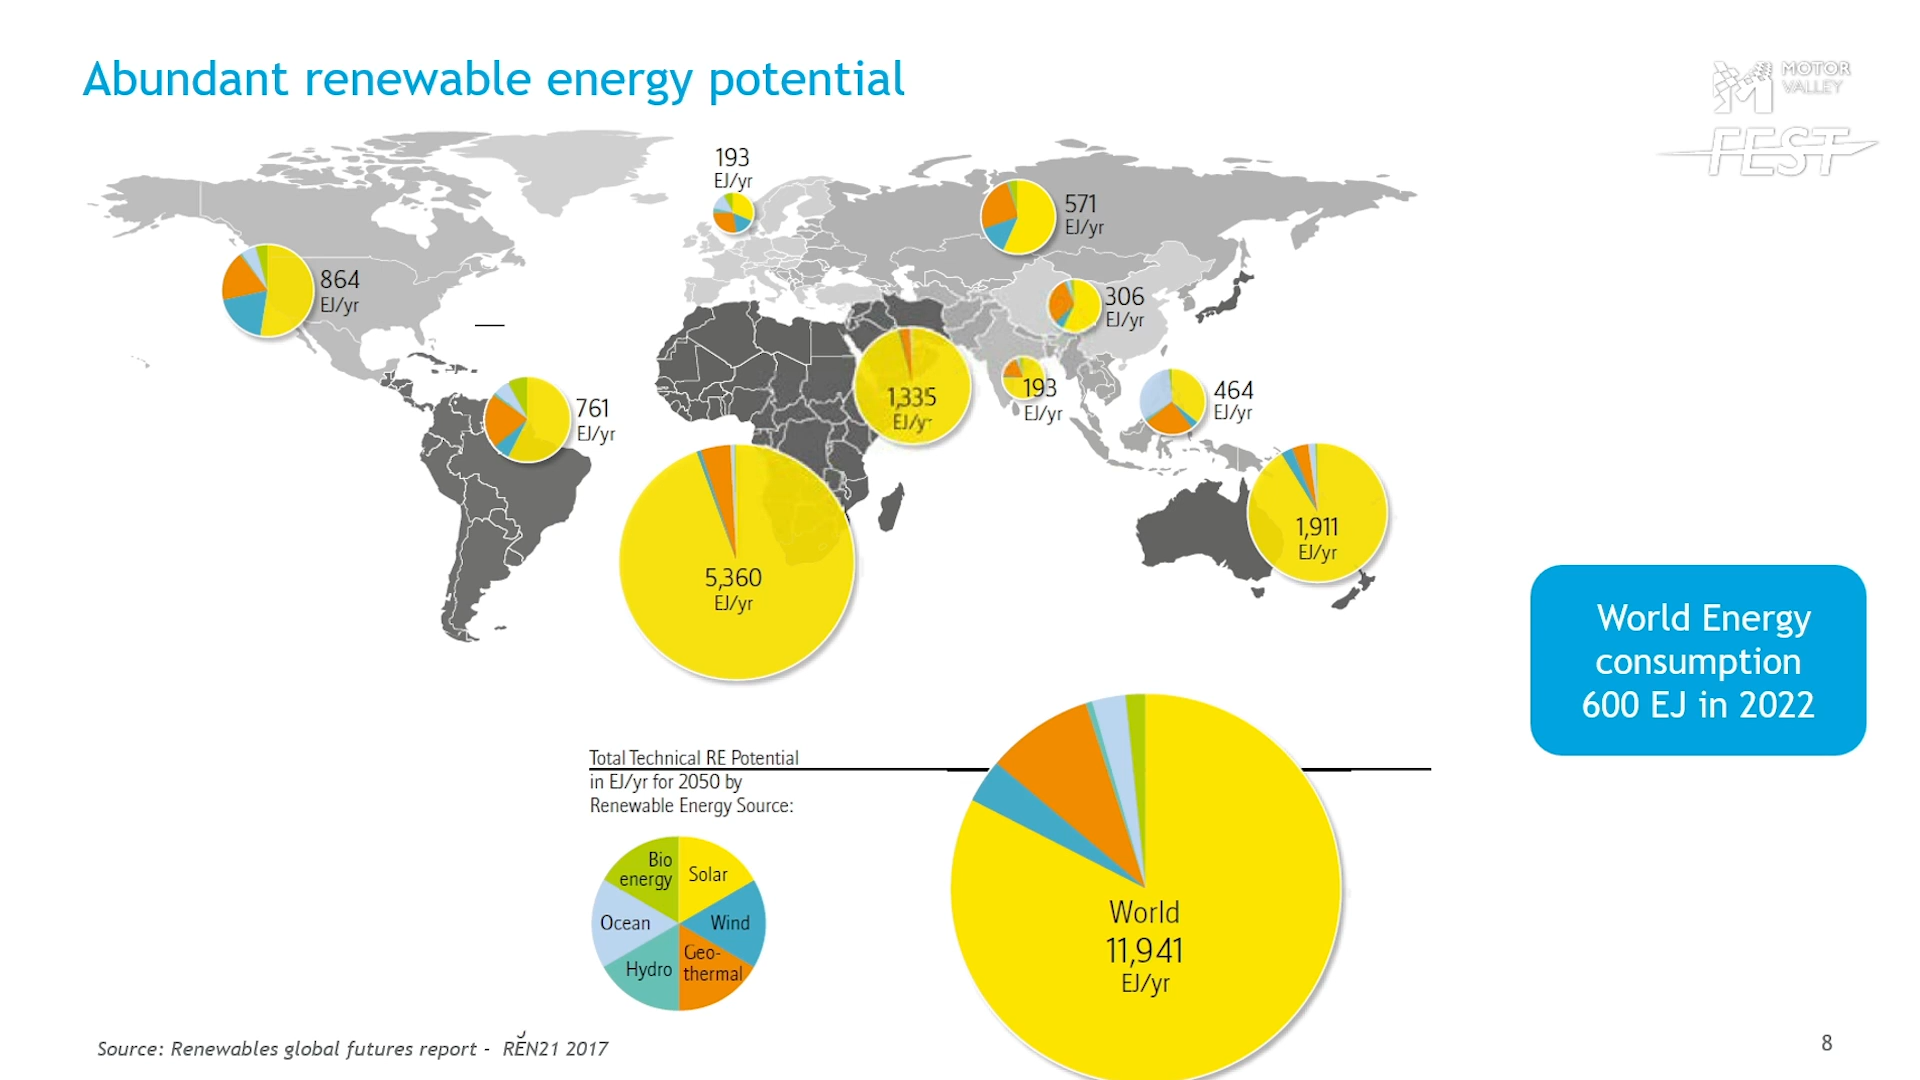 Abundant renewable energy potential
MOTOR
VALLEY
FEST
193
EJ/yr
571
EJ/yr
864
EJ/yr
306
EJ/yr
1,335
EJ/yr
193
EJ/yr
464
EJ/yr
761
EJ/yr
1,911
EJ/yr
5,360
EJ/yr
World Energy
consumption
600 EJ in 2022
Total Technical RE Potential
in EJ/yr for 2050 by
Renewable Energy Source:
Bio
energy
Solar
Ocean
Wind
Hydro
Geo-
thermal
World
11,941
EJ/yr
Source: Renewables global futures report - REN21 2017
8